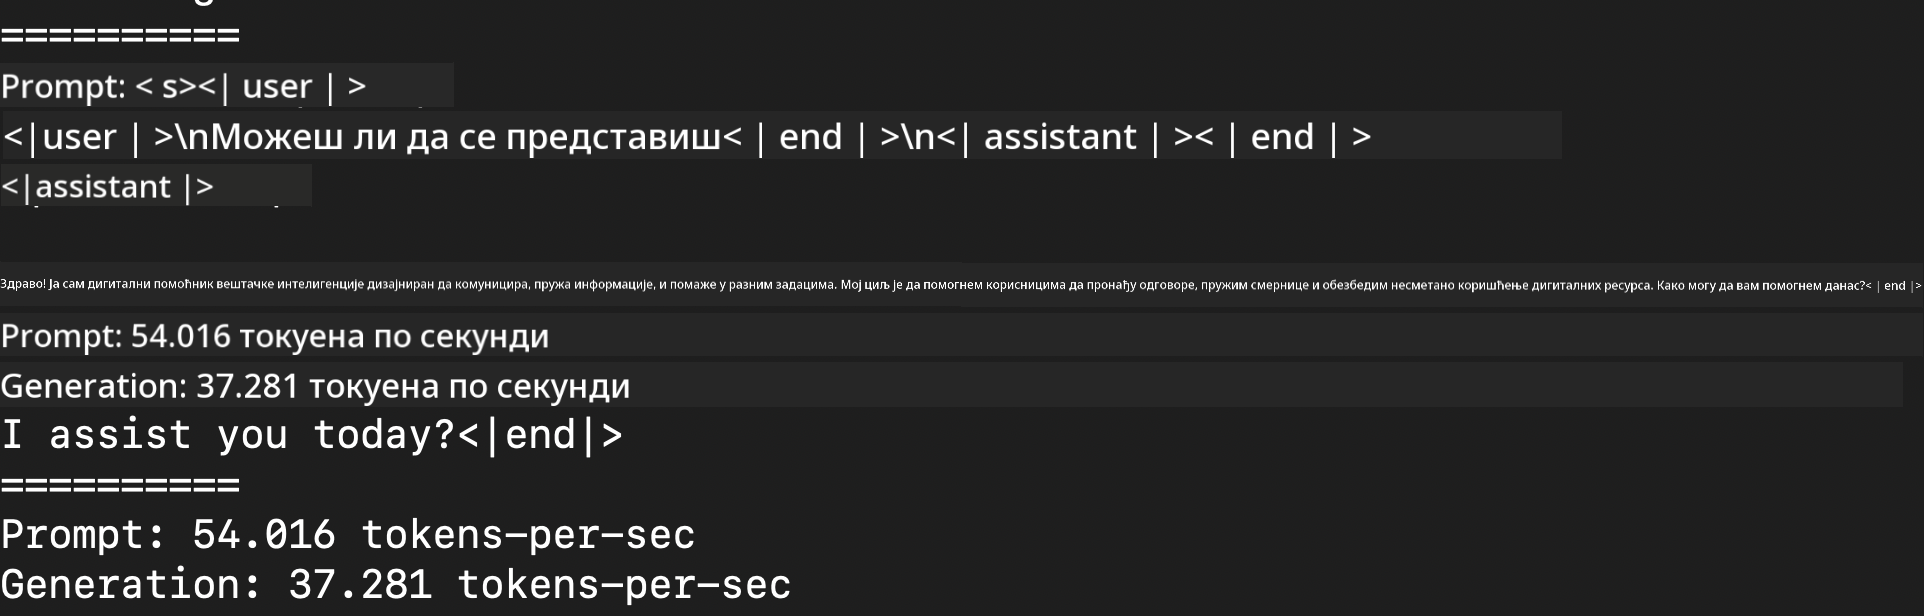 ==========
Prompt: < s><| user | >
<|user | >\nМожеш ли да се представиш< | end | >\n<| assistant | >< | end | >
<|assistant |>
Здраво! Ја сам дигитални помоћник вештачке интелигенције дизајниран да комуницира, пружа информације, и помаже у разним задацима. Мој циљ је да помогнем корисницима да пронађу одговоре, пружим смернице и обезбедим несметано коришћење дигиталних ресурса. Како могу да вам помогнем данас?< | end |>
Prompt: 54.016 токуена по секунди
Generation: 37.281 токуена по секунди
I assist you today?<|end|>
==========
Prompt: 54.016 tokens-per-sec
Generation: 37.281 tokens-per-sec